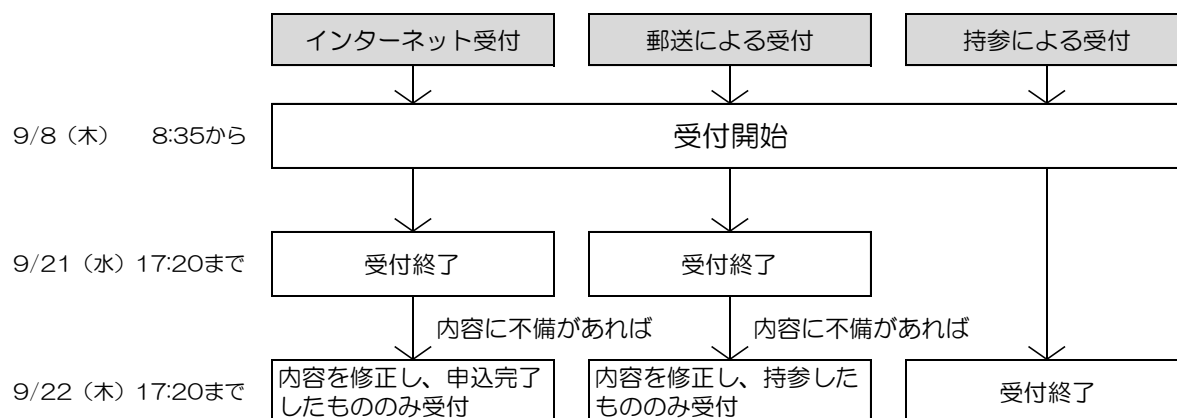 インターネット受付
郵送による受付
持参による受付
9/8（木） 8:35から
受付開始
9/21（水）17:20まで
受付終了
受付終了
内容に不備があれば
内容に不備があれば
9/22（木）17:20まで
内容を修正し、申込完了
したもののみ受付
内容を修正し、持参した
もののみ受付
受付終了